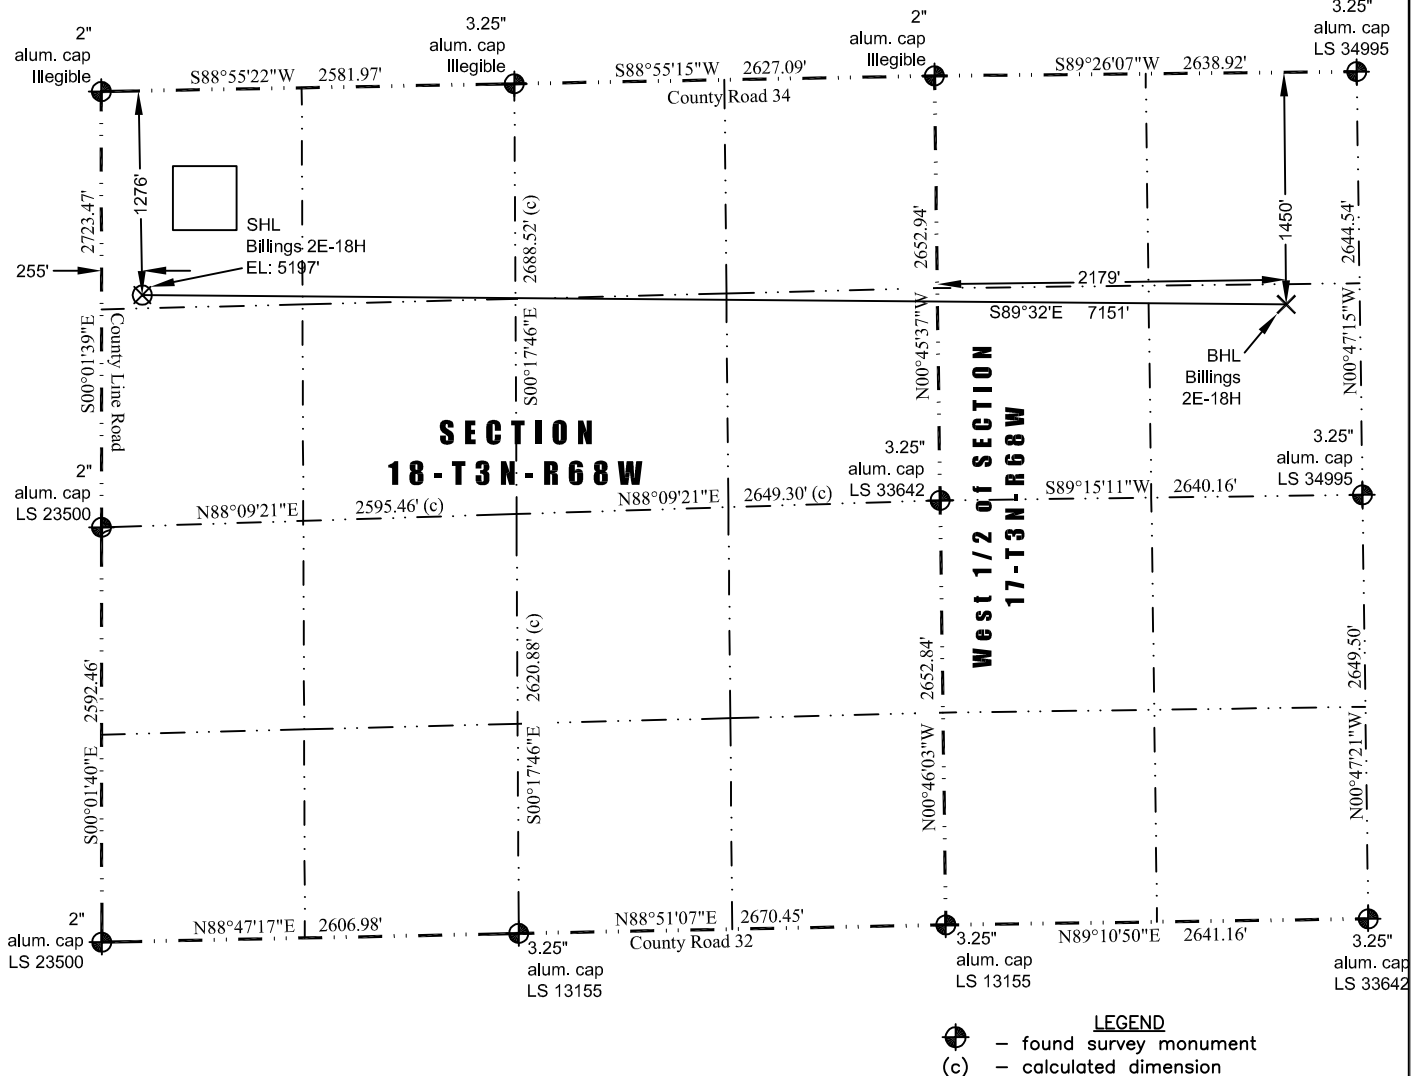 2"
alum. cap
Illegible
3.25"
alum. cap
Illegible
2"
alum. cap
Illegible
3.25"
alum. cap
LS 34995
S88°55'22"W 2581.97'
S88°55'15"W 2627.09'
S89°26'07"W 2638.92'
County Road 34
1276'
2723.47'
SHL
Billings 2E-18H
EL: 5197'
255'
2688.52' (c)
2652.94'
1450'
2644.54'
2179'
S89°32'E 7151'
S00°01'39"E
County Line Road
S00°17'46"E
N00°45'37"W
N00°47'15"W
BHL
Billings
2E-18H
SECTION
18-T3N-R68W
West 1/2 of SECTION
17-T3N-R68W
2"
alum. cap
LS 23500
3.25"
alum. cap
LS 33642
3.25"
alum. cap
LS 34995
N88°09'21"E 2595.46' (c)
N88°09'21"E 2649.30' (c)
S89°15'11"W 2640.16'
2592.46'
2620.88' (c)
2652.84'
2649.50'
S00°01'40"E
S00°17'46"E
N00°46'03"W
N00°47'21"W
2"
alum. cap
LS 23500
N88°47'17"E 2606.98'
N88°51'07"E 2670.45'
County Road 32
N89°10'50"E 2641.16'
3.25"
alum. cap
LS 13155
3.25"
alum. cap
LS 13155
3.25"
alum. cap
LS 33642
LEGEND
– found survey monument
(c) – calculated dimension